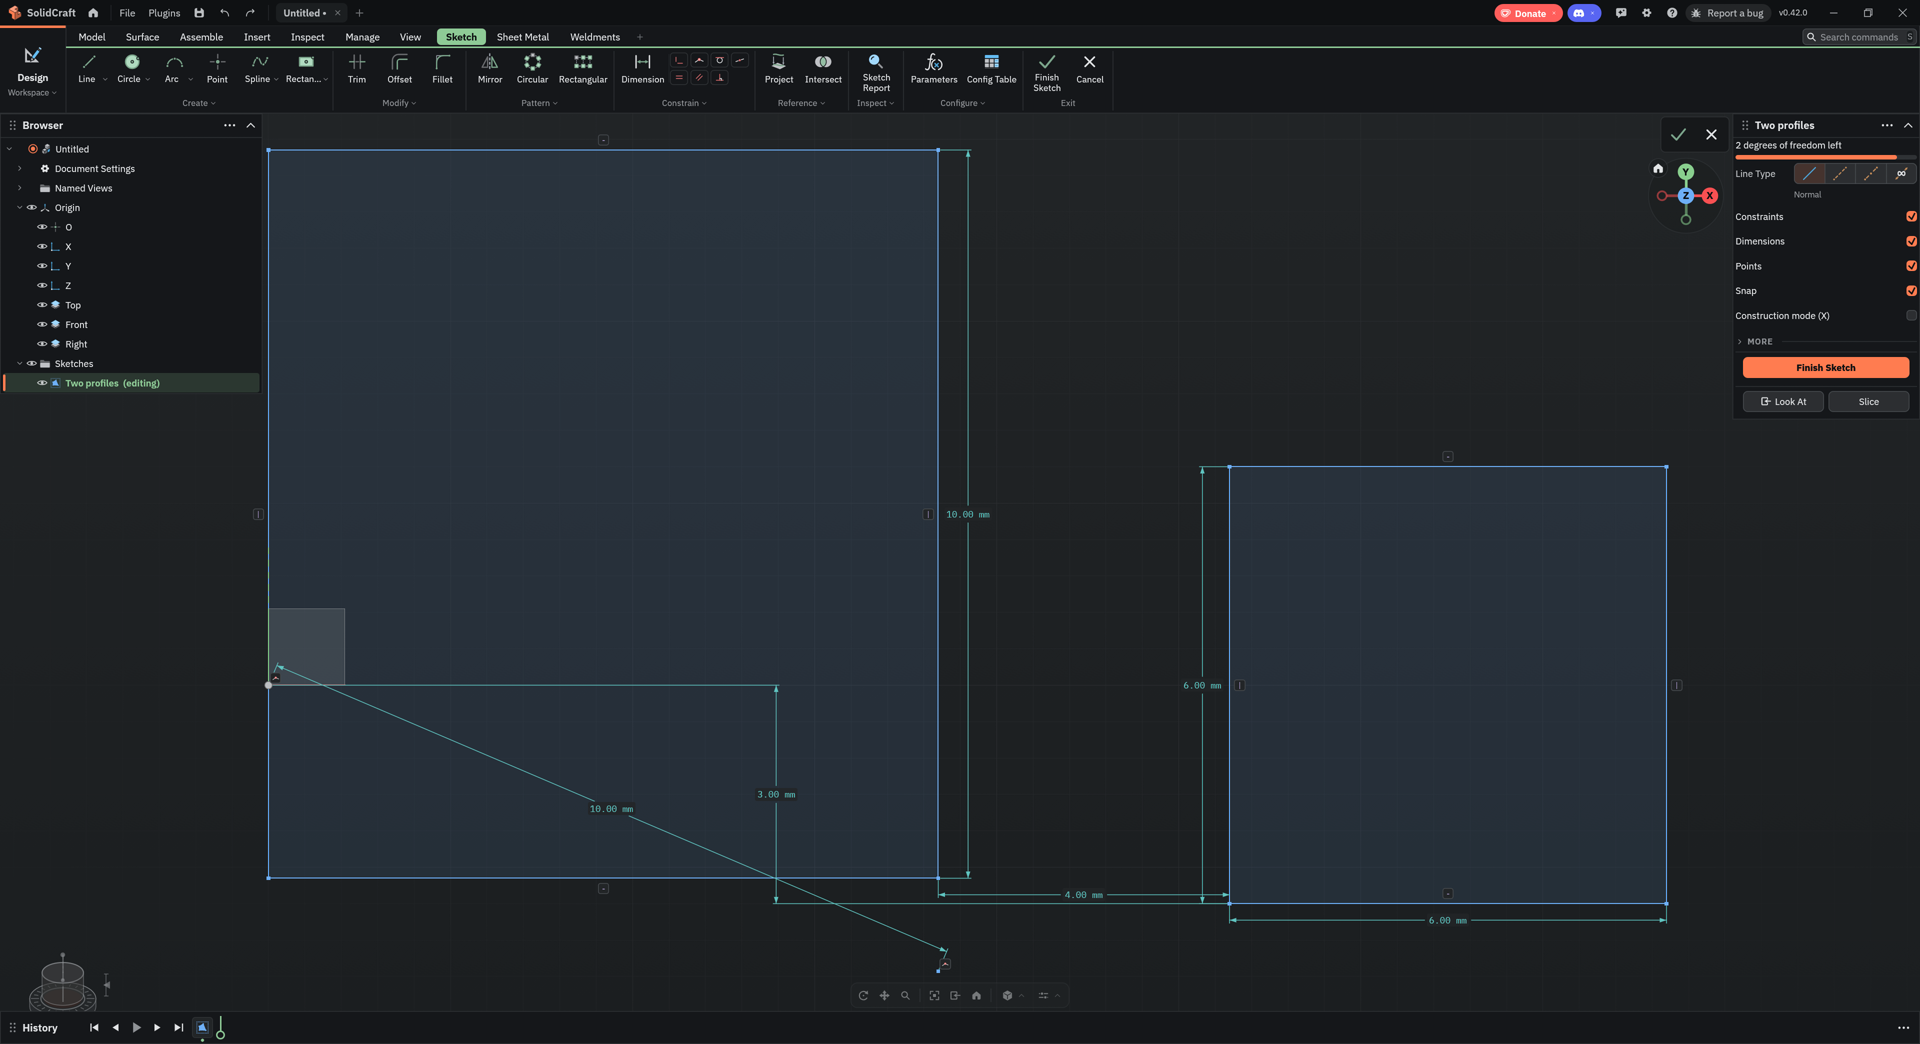 SolidCraft File Plugins Untitled • Donate Report a bug v0.42.0
Model Surface Assemble Insert Inspect Manage View Sketch Sheet Metal Weldments Search commands S
Design
Workspace
Line Circle Arc Point Spline Rectan... Trim Offset Fillet Mirror Circular Rectangular Dimension Project Intersect Sketch Report Parameters Config Table Finish Sketch Cancel
Create Modify Pattern Constrain Reference Inspect Configure Exit
Browser
Untitled
Document Settings
Named Views
Origin
O
X
Y
Z
Top
Front
Right
Sketches
Two profiles (editing)
10.00 mm
6.00 mm
3.00 mm
10.00 mm
4.00 mm
6.00 mm
Y
Z
X
Two profiles
2 degrees of freedom left
Line Type
Normal
Constraints
Dimensions
Points
Snap
Construction mode (X)
MORE
Finish Sketch
Look At
Slice
History